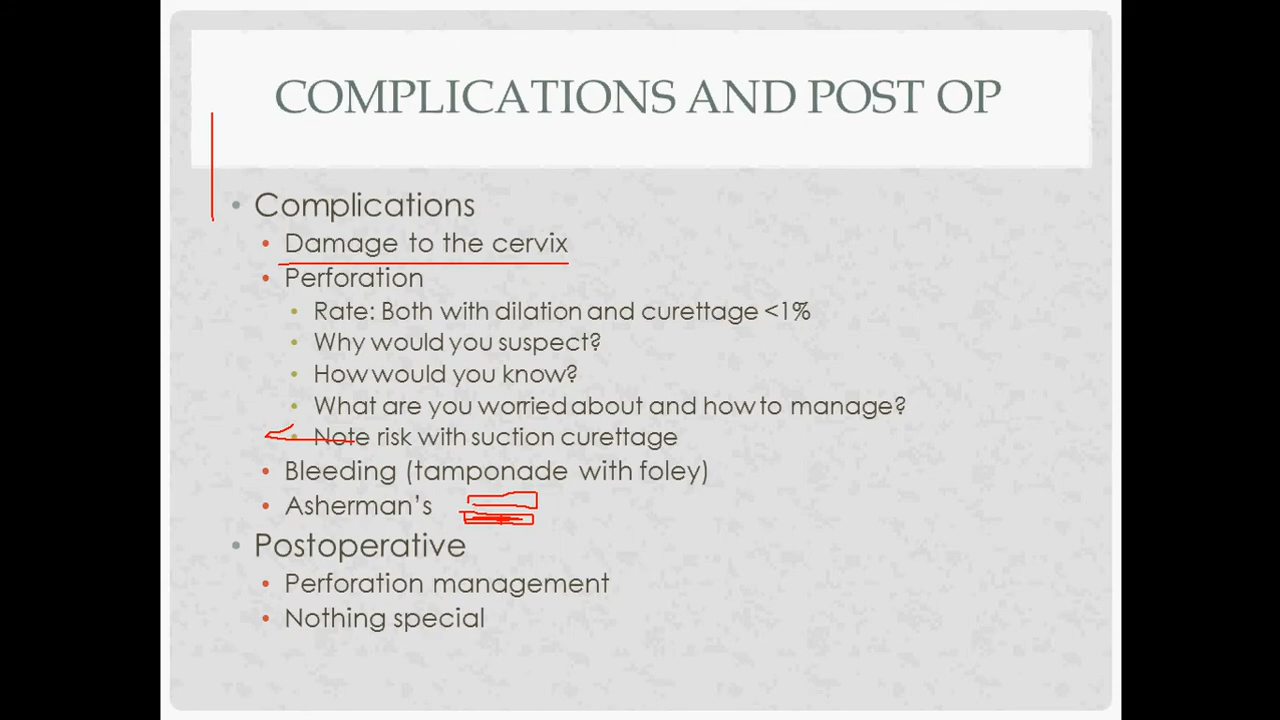 COMPLICATIONS AND POST OP
• Complications
• Damage to the cervix
• Perforation
• Rate: Both with dilation and curettage <1%
• Why would you suspect?
• How would you know?
• What are you worried about and how to manage?
• Note risk with suction curettage
• Bleeding (tamponade with foley)
• Asherman’s
• Postoperative
• Perforation management
• Nothing special